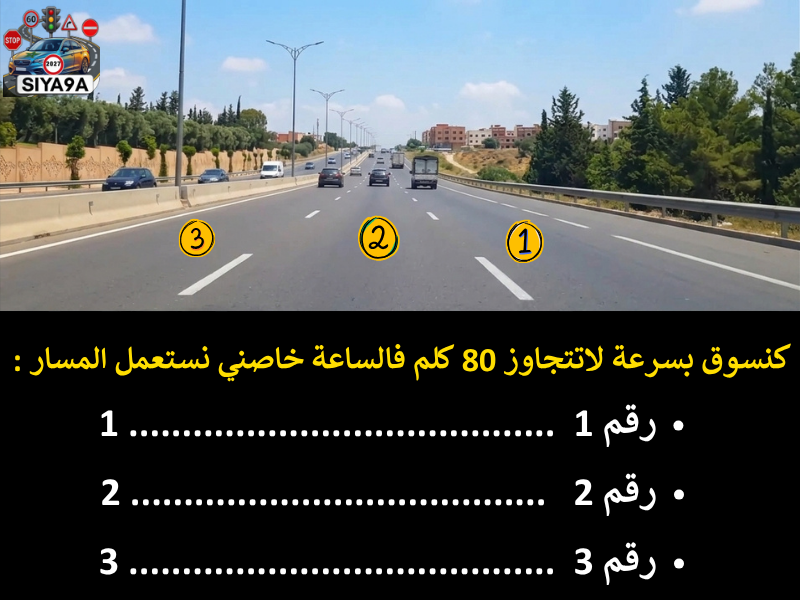 60
STOP
2027
SIYA9A
3
2
1
كنسوق بسرعة لاتتجاوز 80 كلم فالساعة خاصني نستعمل المسار :
• رقم 1 ........................................ 1
• رقم 2 ....................................... 2
• رقم 3 ........................................ 3